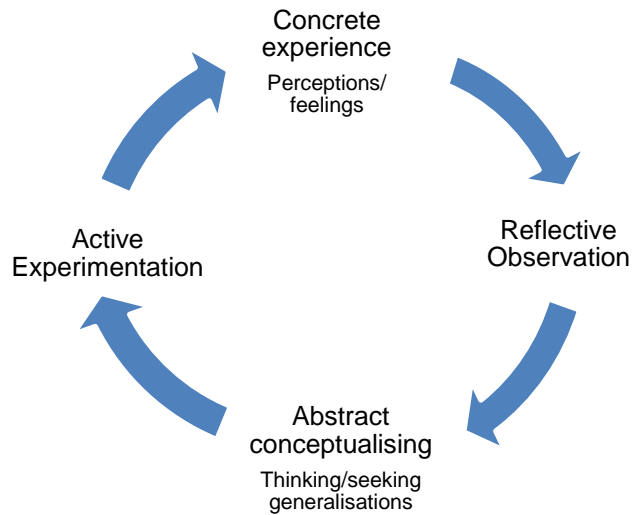 Concrete
experience
Perceptions/
feelings
Reflective
Observation
Abstract
conceptualising
Thinking/seeking
generalisations
Active
Experimentation